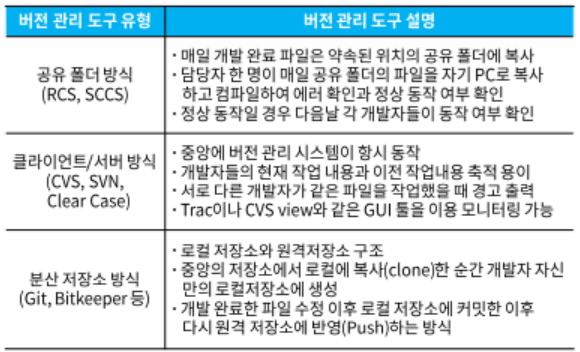 버전 관리 도구 유형
버전 관리 도구 설명
공유 폴더 방식
(RCS, SCCS)
· 매일 개발 완료 파일은 약속된 위치의 공유 폴더에 복사
· 담당자 한 명이 매일 공유 폴더의 파일을 자기 PC로 복사
하고 컴파일하여 에러 확인과 정상 동작 여부 확인
· 정상 동작일 경우 다음날 각 개발자들이 동작 여부 확인
클라이언트/서버 방식
(CVS, SVN,
Clear Case)
· 중앙에 버전 관리 시스템이 항시 동작
· 개발자들의 현재 작업 내용과 이전 작업내용 축적 용이
· 서로 다른 개발자가 같은 파일을 작업했을 때 경고 출력
· Trac이나 CVS view와 같은 GUI 툴을 이용 모니터링 가능
분산 저장소 방식
(Git, Bitkeeper 등)
· 로컬 저장소와 원격저장소 구조
· 중앙의 저장소에서 로컬에 복사(clone)한 순간 개발자 자신
만의 로컬저장소에 생성
· 개발 완료한 파일 수정 이후 로컬 저장소에 커밋한 이후
다시 원격 저장소에 반영(Push)하는 방식